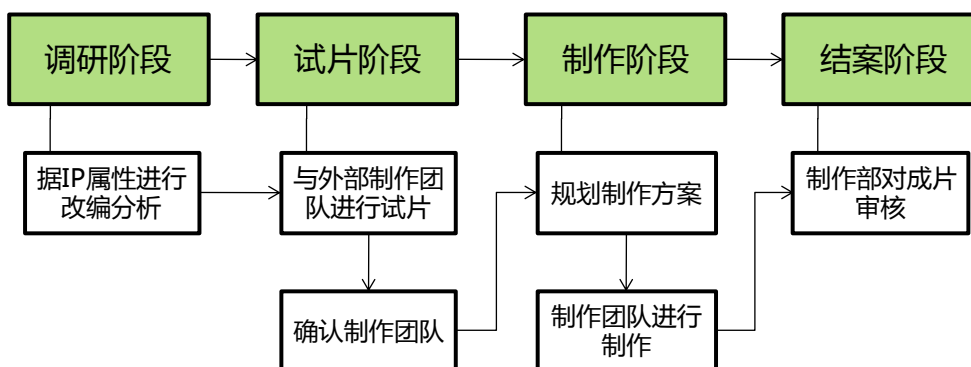 调研阶段
试片阶段
制作阶段
结案阶段
据IP属性进行
改编分析
与外部制作团
队进行试片
规划制作方案
制作部对成片
审核
确认制作团队
制作团队进行
制作